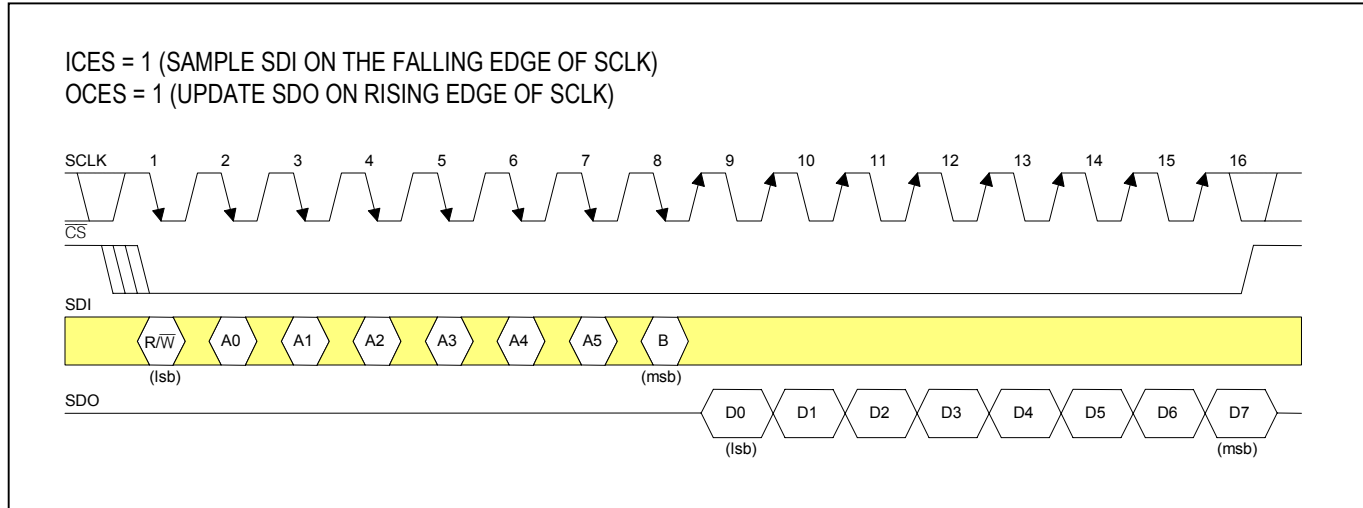 ICES = 1 (SAMPLE SDI ON THE FALLING EDGE OF SCLK)
OCES = 1 (UPDATE SDO ON RISING EDGE OF SCLK)
SCLK 1 2 3 4 5 6 7 8 9 10 11 12 13 14 15 16
C̅S̅
SDI
R/W̅ A0 A1 A2 A3 A4 A5 B
(lsb) (msb)
SDO
D0 D1 D2 D3 D4 D5 D6 D7
(lsb) (msb)